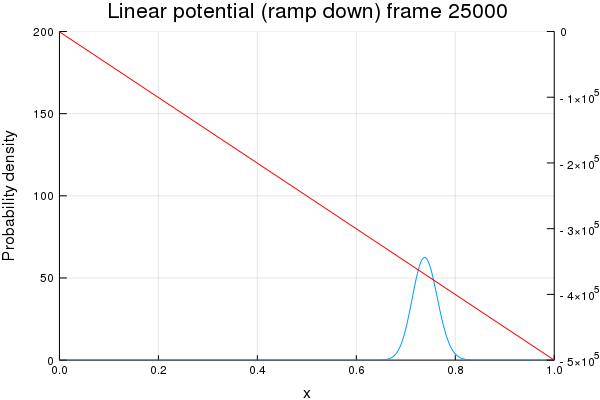 Linear potential (ramp down) frame 25000
200
150
100
50
0
Probability density
0
- 1×10⁵
- 2×10⁵
- 3×10⁵
- 4×10⁵
- 5×10⁵
0.0 0.2 0.4 0.6 0.8 1.0
x